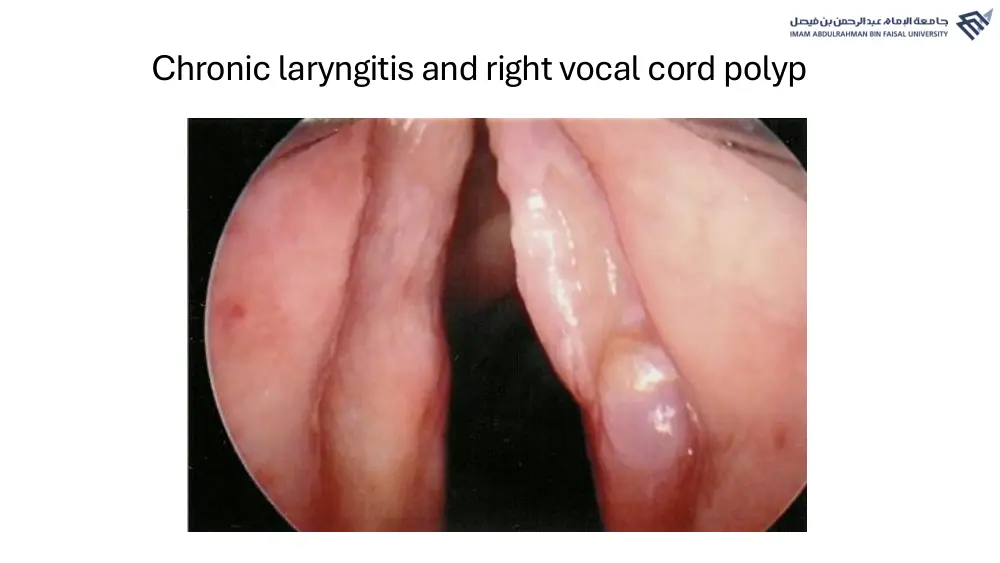 جامعة الإمام عبدالرحمن بن فيصل
IMAM ABDULRAHMAN BIN FAISAL UNIVERSITY
Chronic laryngitis and right vocal cord polyp